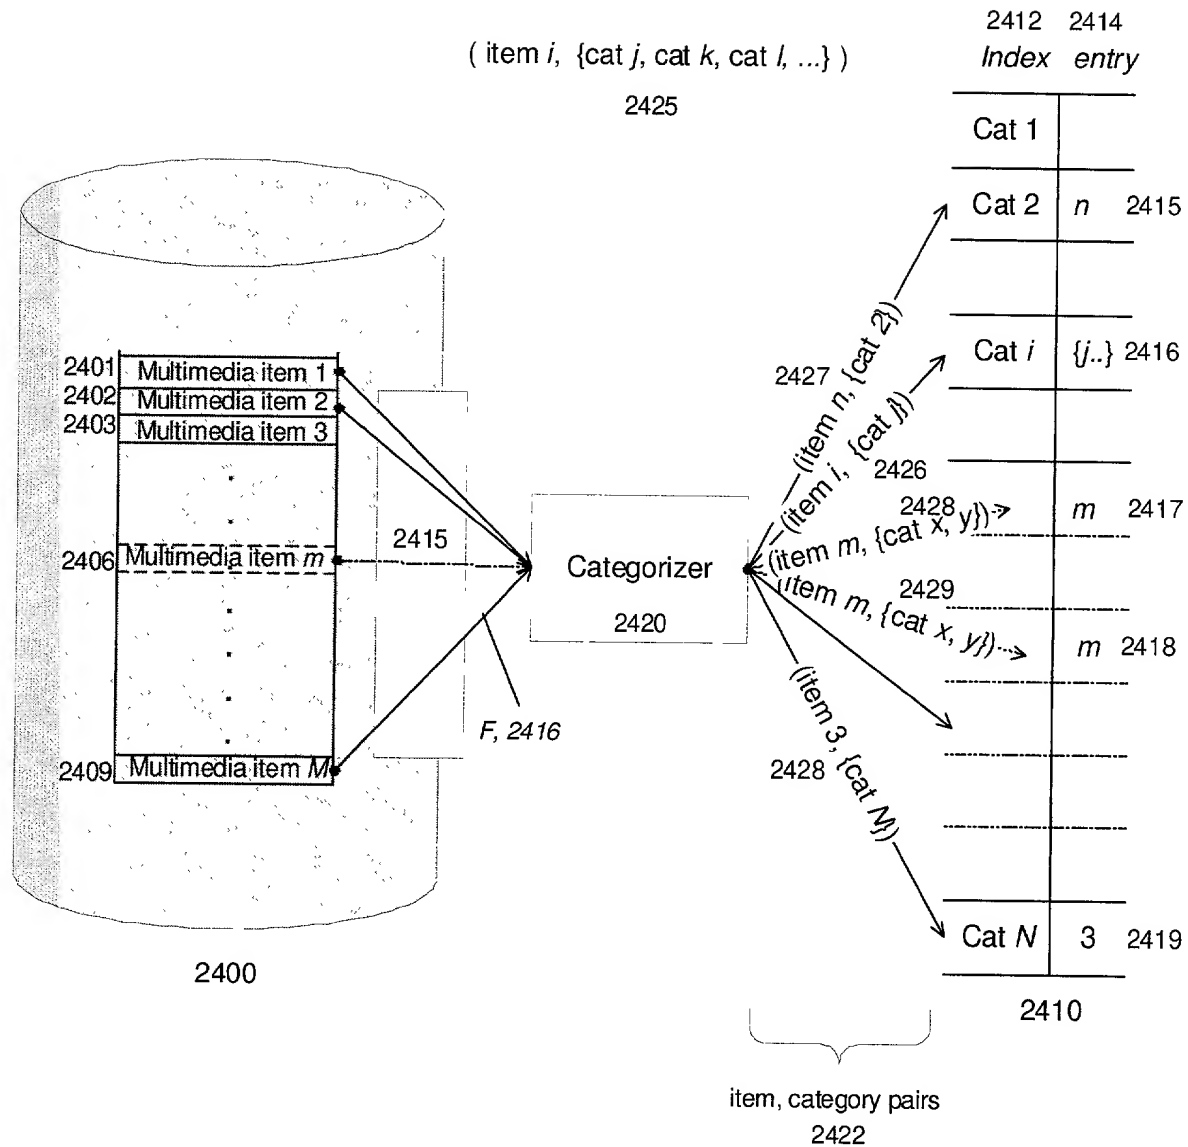 2412 2414
Index entry
( item i, {cat j, cat k, cat l, ...} )
2425
Cat 1
Cat 2 n 2415
Cat i {j..} 2416
m 2417
m 2418
Cat N 3 2419
2410
2401 Multimedia item 1
2402 Multimedia item 2
2403 Multimedia item 3
2406 Multimedia item m
2409 Multimedia item M
2400
2415
F, 2416
Categorizer
2420
2427 (item n, {cat 2})
(item i, {cat j})
2426
2428
(item m, {cat x, y})
2429
(item m, {cat x, y})
2428 (item 3, {cat N})
item, category pairs
2422